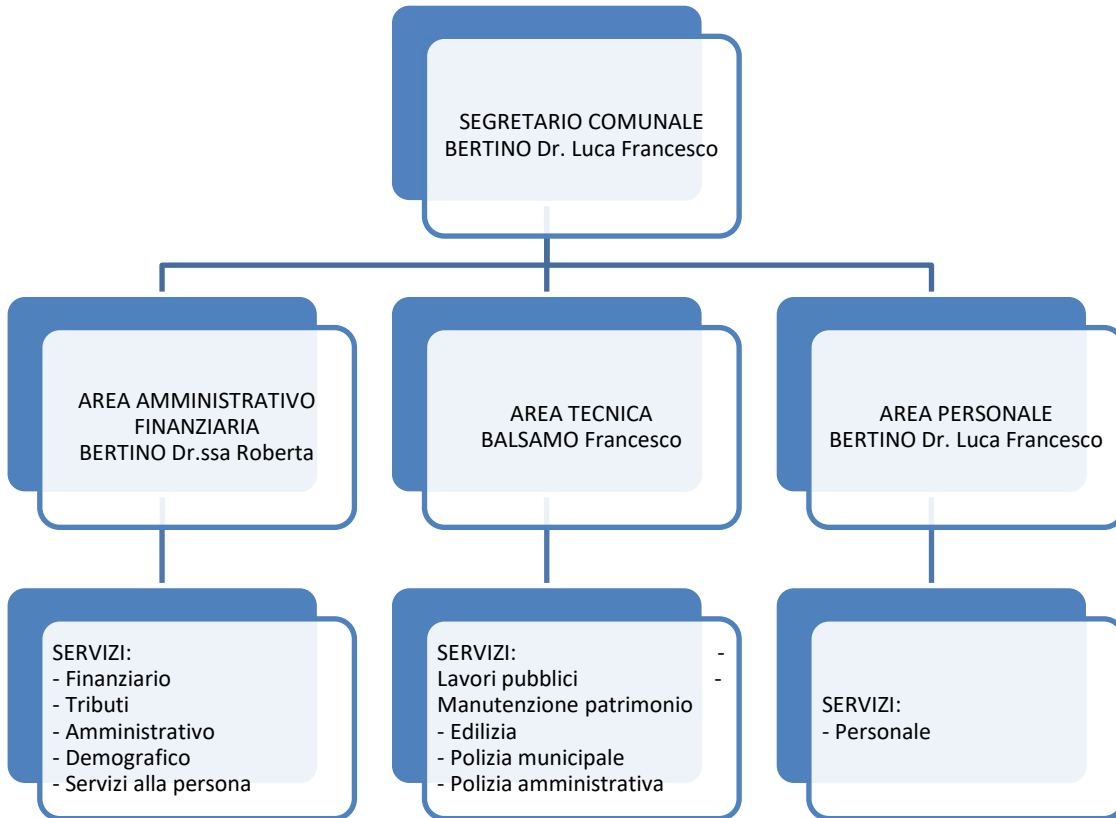 SEGRETARIO COMUNALE
BERTINO Dr. Luca Francesco
AREA AMMINISTRATIVO
FINANZIARIA
BERTINO Dr.ssa Roberta
AREA TECNICA
BALSAMO Francesco
AREA PERSONALE
BERTINO Dr. Luca Francesco
SERVIZI:
- Finanziario
- Tributi
- Amministrativo
- Demografico
- Servizi alla persona
SERVIZI: -
Lavori pubblici -
Manutenzione patrimonio
- Edilizia
- Polizia municipale
- Polizia amministrativa
SERVIZI:
- Personale